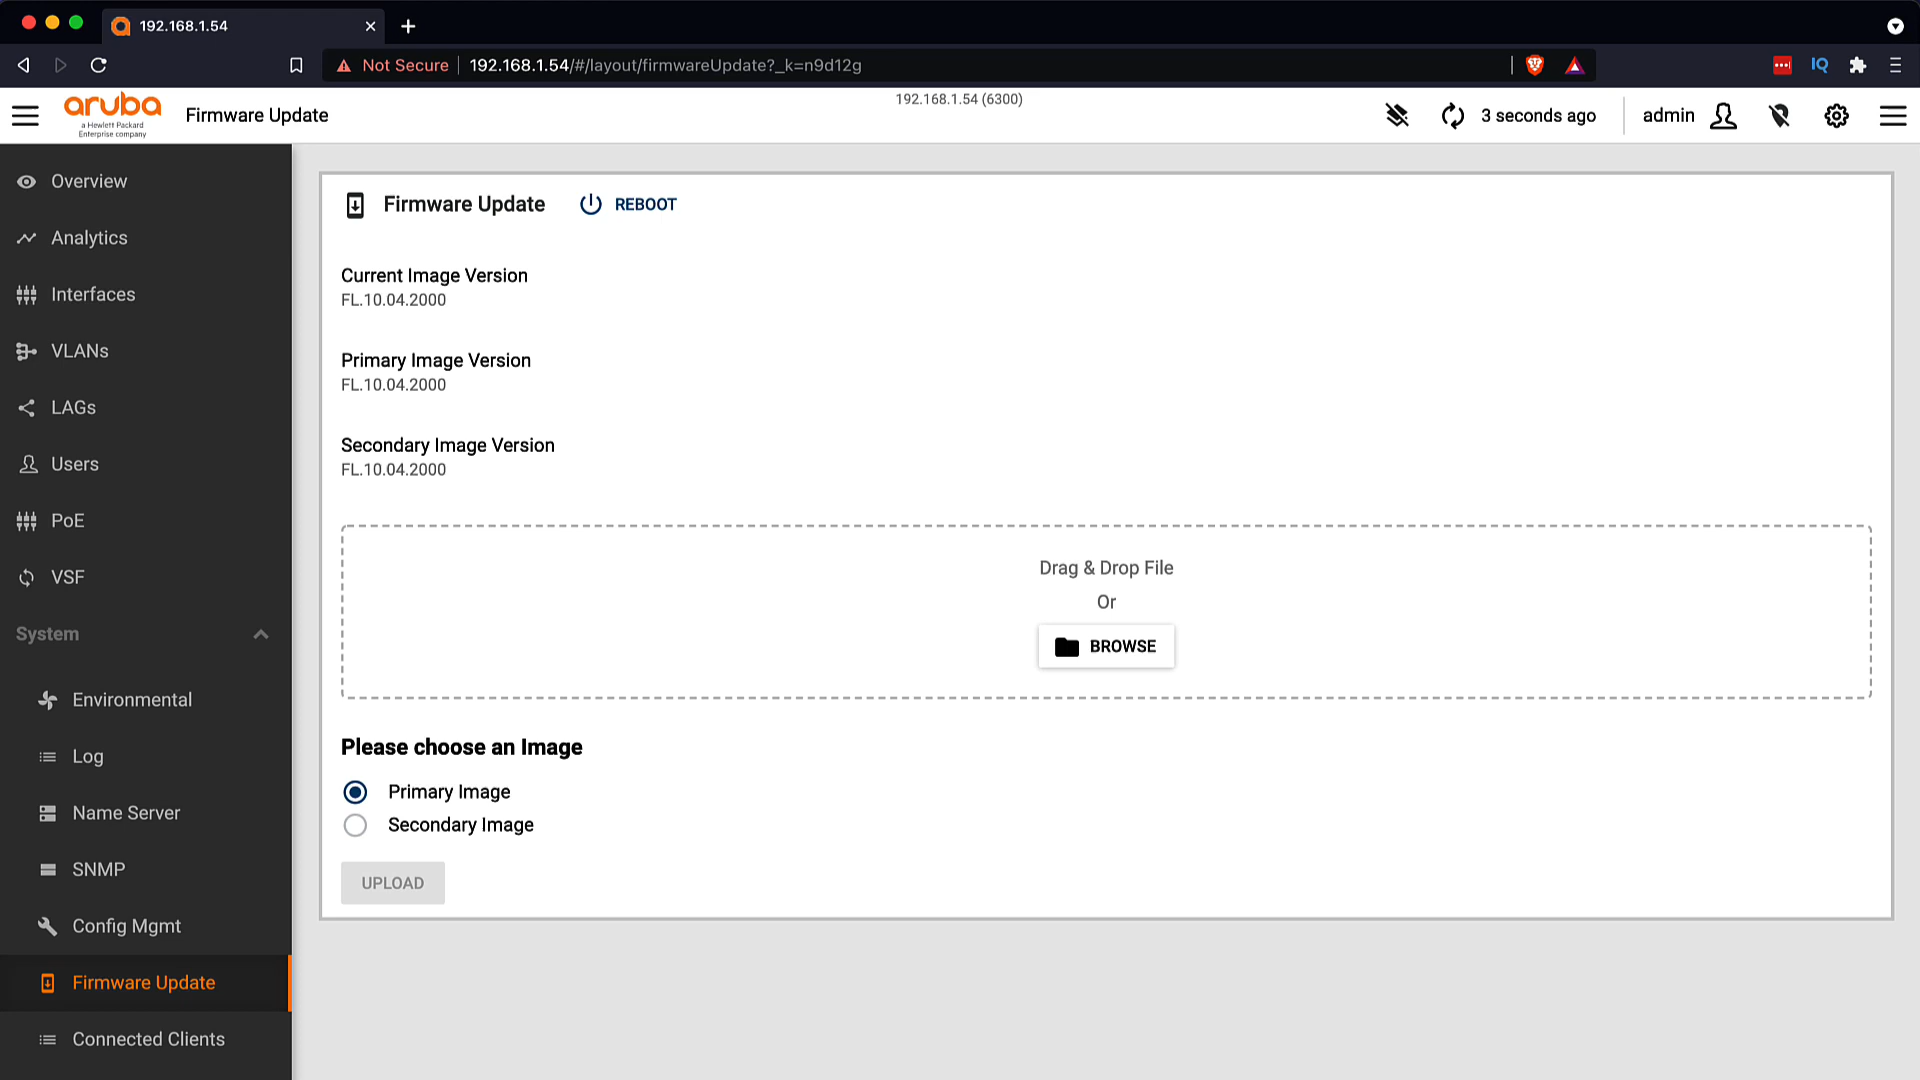 192.168.1.54
Not Secure
192.168.1.54/#/layout/firmwareUpdate?_k=n9d12g
IQ
aruba
a Hewlett Packard
Enterprise company
Firmware Update
192.168.1.54 (6300)
3 seconds ago
admin
Overview
Analytics
Interfaces
VLANs
LAGs
Users
PoE
VSF
System
Environmental
Log
Name Server
SNMP
Config Mgmt
Firmware Update
Connected Clients
Firmware Update
REBOOT
Current Image Version
FL.10.04.2000
Primary Image Version
FL.10.04.2000
Secondary Image Version
FL.10.04.2000
Drag & Drop File
Or
BROWSE
Please choose an Image
Primary Image
Secondary Image
UPLOAD